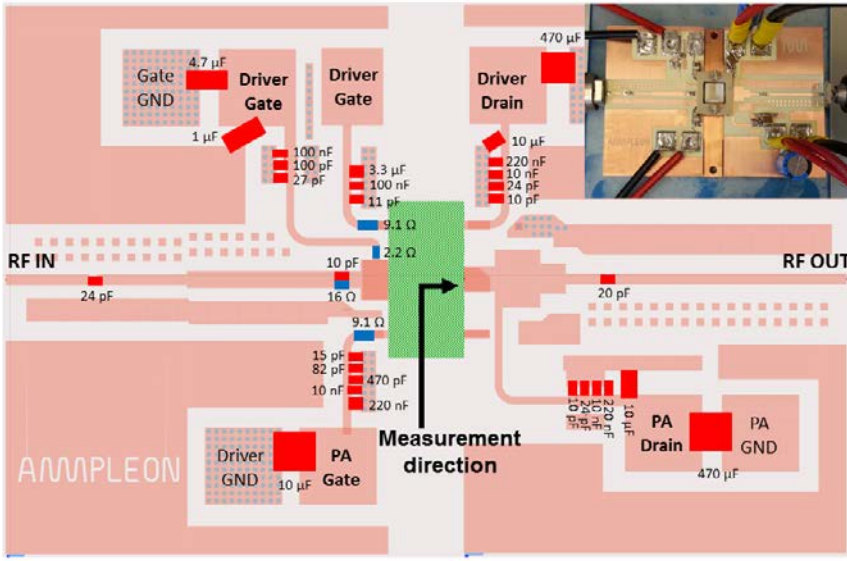 4.7 µF
Gate
GND
Driver
Gate
Driver
Gate
1 µF
100 nF
100 pF
27 pF
3.3 µF
100 nF
11 pF
9.1 Ω
2.2 Ω
470 µF
Driver
Drain
10 µF
220 nF
10 nF
24 pF
10 pF
RF IN
24 pF
10 pF
16 Ω
RF OUT
20 pF
9.1 Ω
15 pF
82 pF
470 pF
10 nF
220 nF
Measurement
direction
10 pF
24 pF
10 nF
220 nF
10 µF
PA
Drain
PA
GND
470 µF
AMPLEON
Driver
GND
10 µF
PA
Gate